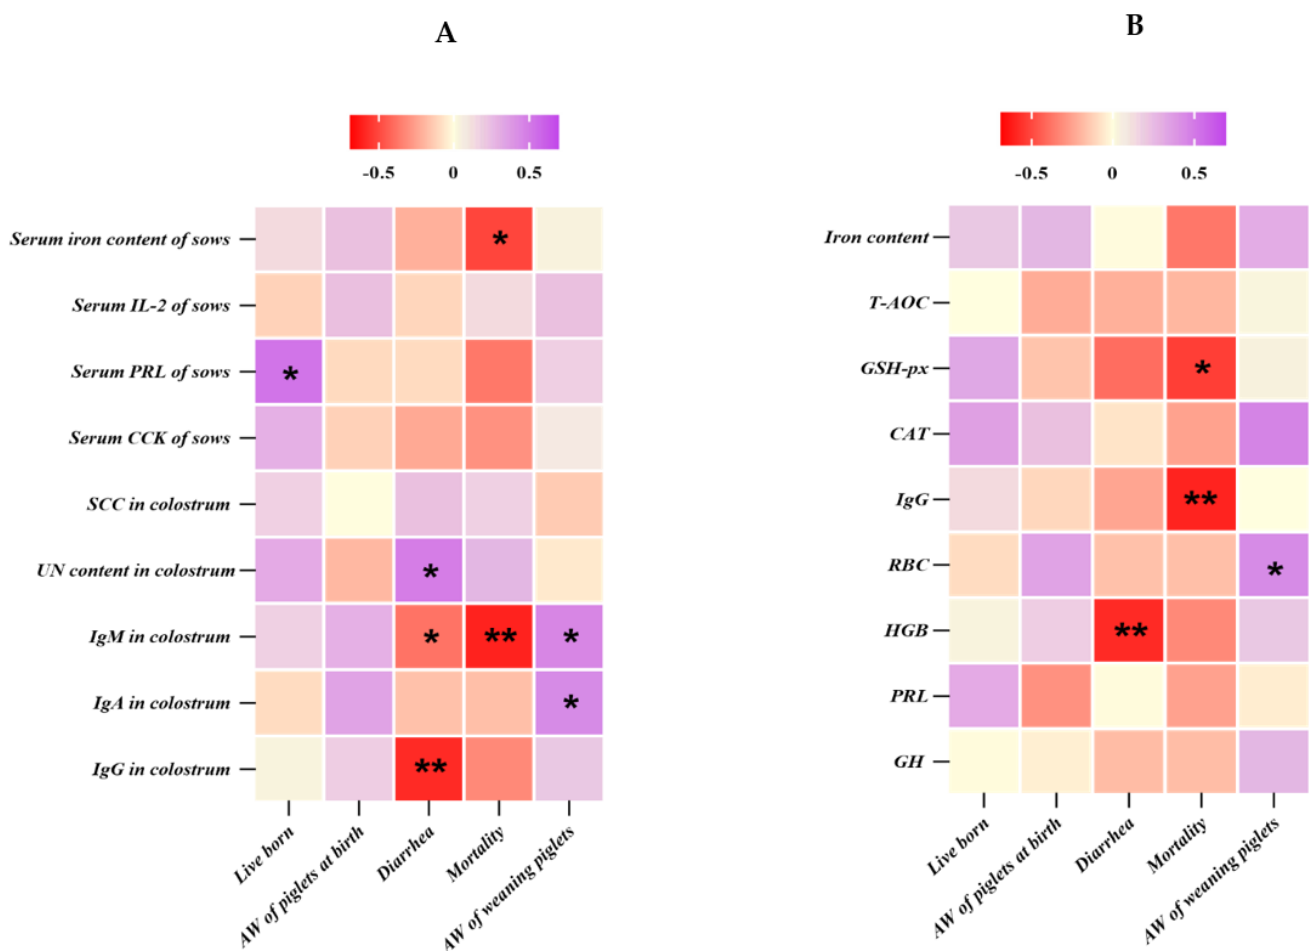 A
-0.5 0 0.5
Serum iron content of sows
*
Serum IL-2 of sows
Serum PRL of sows
*
Serum CCK of sows
SCC in colostrum
UN content in colostrum
*
IgM in colostrum
* ** *
IgA in colostrum
*
IgG in colostrum
**
Live born
AW of piglets at birth
Diarrhea
Mortality
AW of weaning piglets
B
-0.5 0 0.5
Iron content
T-AOC
GSH-px
*
CAT
IgG
**
RBC
*
HGB
**
PRL
GH
Live born
AW of piglets at birth
Diarrhea
Mortality
AW of weaning piglets